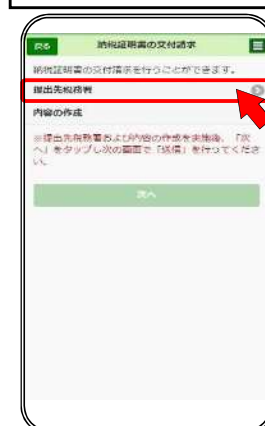 戻る
納税証明書の交付請求
納税証明書の交付請求を行うことができます。
提出先税務署
内容の作成
※提出先税務署および内容の作成を実施後、「次
へ」をタップし次の画面で「送信」を行ってくださ
い。
次へ